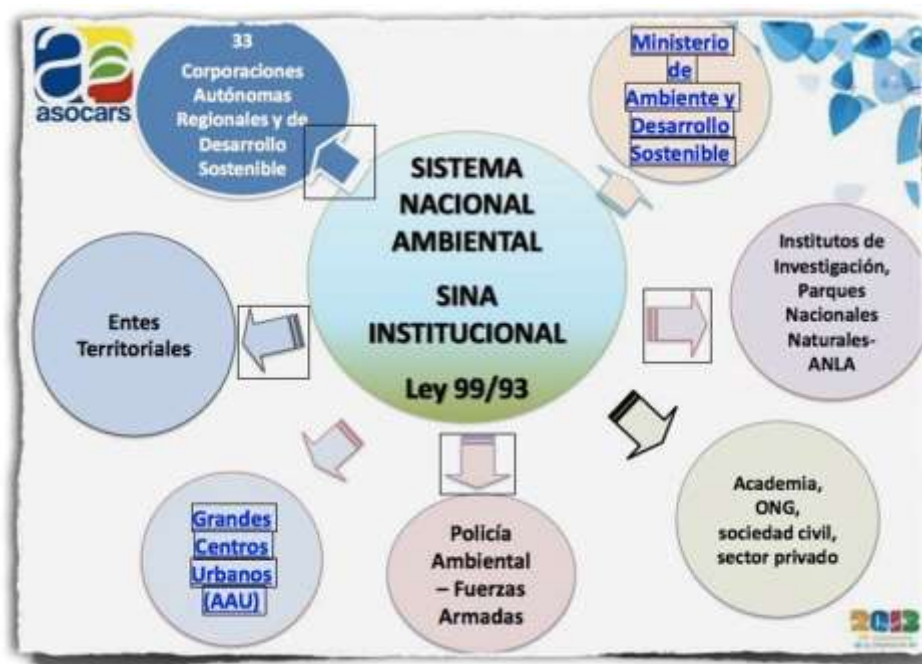 asocars
33
Corporaciones
Autónomas
Regionales y de
Desarrollo
Sostenible
Ministerio
de
Ambiente y
Desarrollo
Sostenible
SISTEMA
NACIONAL
AMBIENTAL
SINA
INSTITUCIONAL
Ley 99/93
Institutos de
Investigación,
Parques
Nacionales
Naturales-
ANLA
Entes
Territoriales
Academia,
ONG,
sociedad civil,
sector privado
Grandes
Centros
Urbanos
(AAU)
Policía
Ambiental
– Fuerzas
Armadas
2013